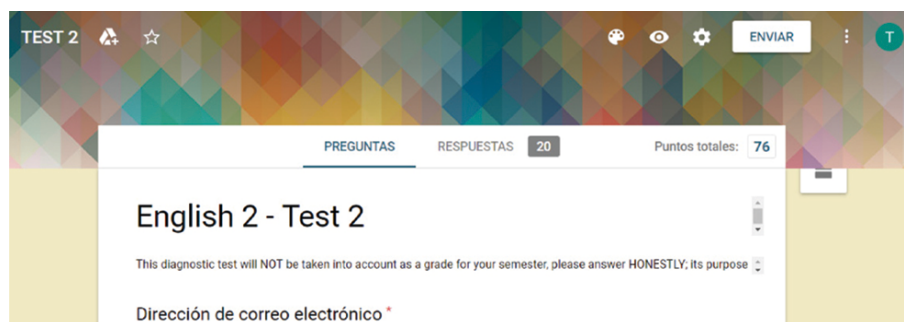 TEST 2
ENVIAR
T
PREGUNTAS RESPUESTAS 20 Puntos totales: 76
English 2 - Test 2
This diagnostic test will NOT be taken into account as a grade for your semester, please answer HONESTLY; its purpose
Dirección de correo electrónico *